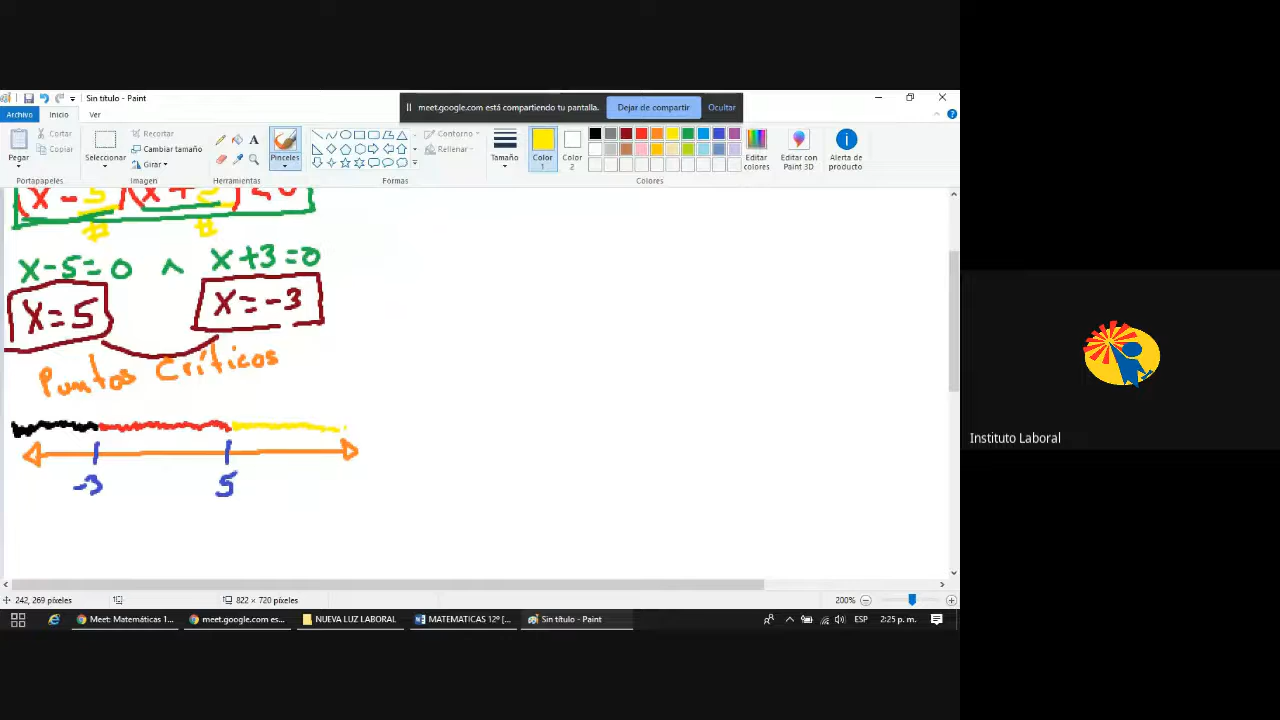 Sin título - Paint
meet.google.com está compartiendo tu pantalla.
Dejar de compartir
Ocultar
Archivo
Inicio
Ver
Pegar
Cortar
Copiar
Portapapeles
Seleccionar
Recortar
Cambiar tamaño
Girar
Imagen
Herramientas
Pinceles
Formas
Contorno
Rellenar
Tamaño
Color 1
Color 2
Colores
Editar colores
Editar con Paint 3D
Alerta de producto
x-5=0 ^ x+3=0
X=5
X=-3
Puntos Críticos
-3 5
Instituto Laboral
242, 269 píxeles
822 × 720 píxeles
200%
Meet: Matemáticas 1...
meet.google.com es...
NUEVA LUZ LABORAL
MATEMATICAS 12º [...
Sin título - Paint
ESP
2:25 p. m.